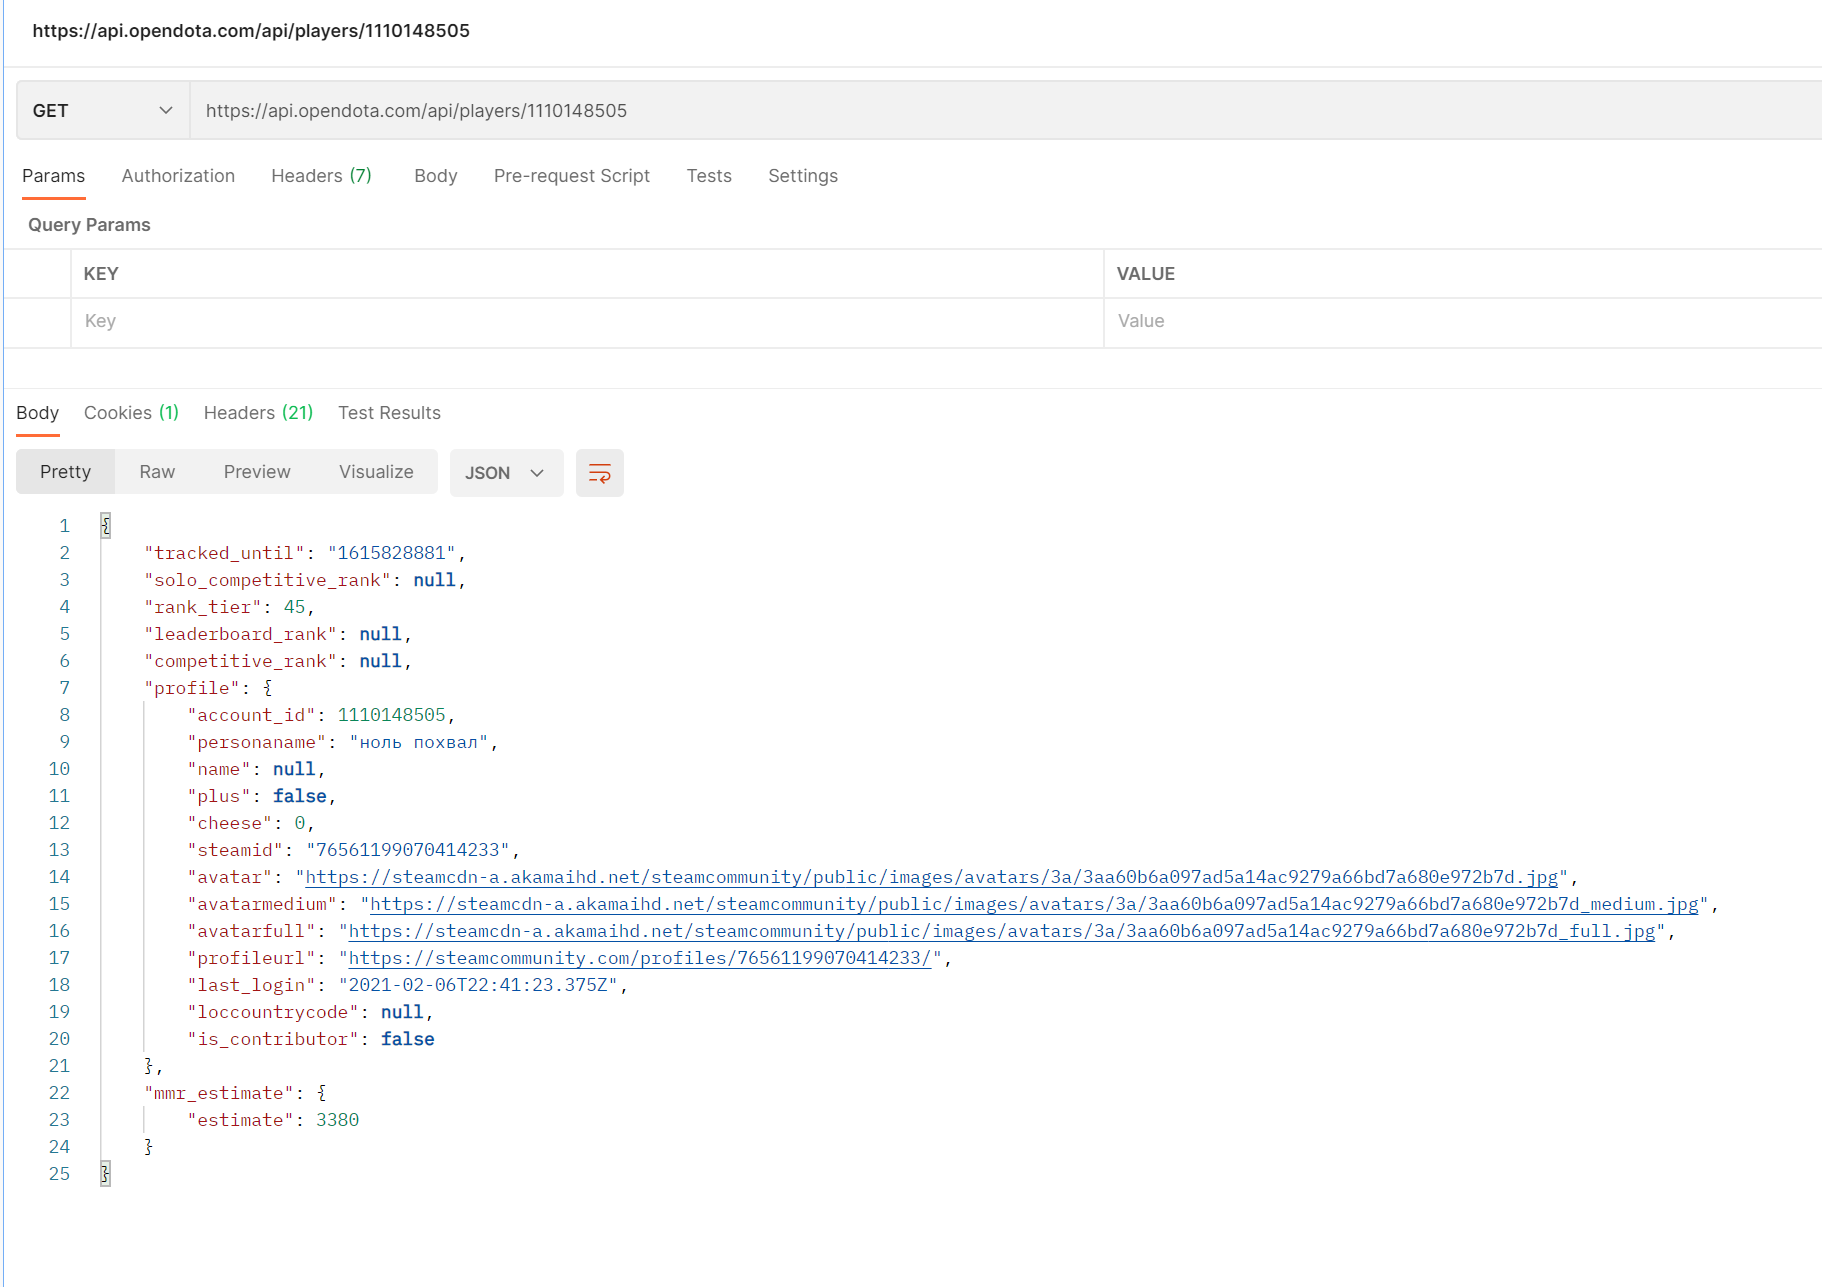 https://api.opendota.com/api/players/1110148505
GET https://api.opendota.com/api/players/1110148505
Params Authorization Headers (7) Body Pre-request Script Tests Settings
Query Params
KEY VALUE
Key Value
Body Cookies (1) Headers (21) Test Results
Pretty Raw Preview Visualize JSON
1 {
2 "tracked_until": "1615828881",
3 "solo_competitive_rank": null,
4 "rank_tier": 45,
5 "leaderboard_rank": null,
6 "competitive_rank": null,
7 "profile": {
8 "account_id": 1110148505,
9 "personaname": "ноль похвал",
10 "name": null,
11 "plus": false,
12 "cheese": 0,
13 "steamid": "76561199070414233",
14 "avatar": "https://steamcdn-a.akamaihd.net/steamcommunity/public/images/avatars/3a/3aa60b6a097ad5a14ac9279a66bd7a680e972b7d.jpg",
15 "avatarmedium": "https://steamcdn-a.akamaihd.net/steamcommunity/public/images/avatars/3a/3aa60b6a097ad5a14ac9279a66bd7a680e972b7d_medium.jpg",
16 "avatarfull": "https://steamcdn-a.akamaihd.net/steamcommunity/public/images/avatars/3a/3aa60b6a097ad5a14ac9279a66bd7a680e972b7d_full.jpg",
17 "profileurl": "https://steamcommunity.com/profiles/76561199070414233/",
18 "last_login": "2021-02-06T22:41:23.375Z",
19 "loccountrycode": null,
20 "is_contributor": false
21 },
22 "mmr_estimate": {
23 "estimate": 3380
24 }
25 }